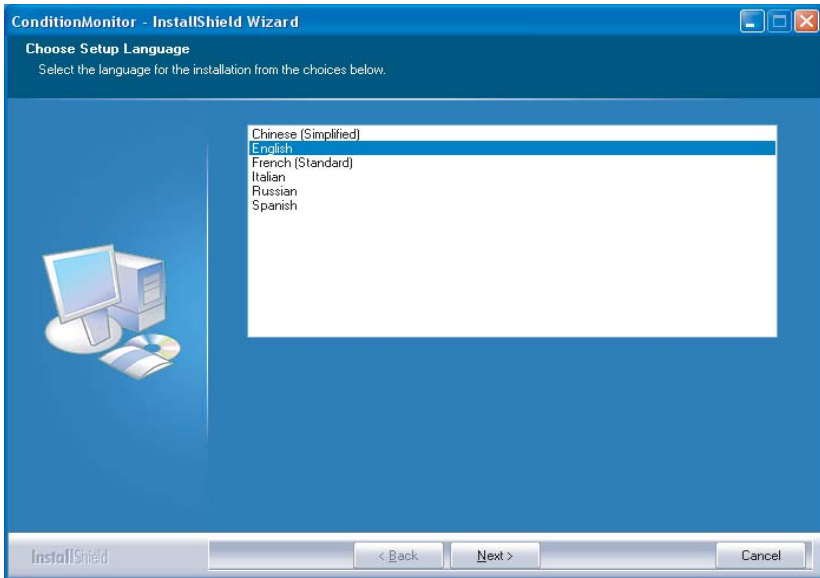 ConditionMonitor - InstallShield Wizard
Choose Setup Language
Select the language for the installation from the choices below.
Chinese (Simplified)
English
French (Standard)
Italian
Russian
Spanish
InstallShield
< Back
Next >
Cancel